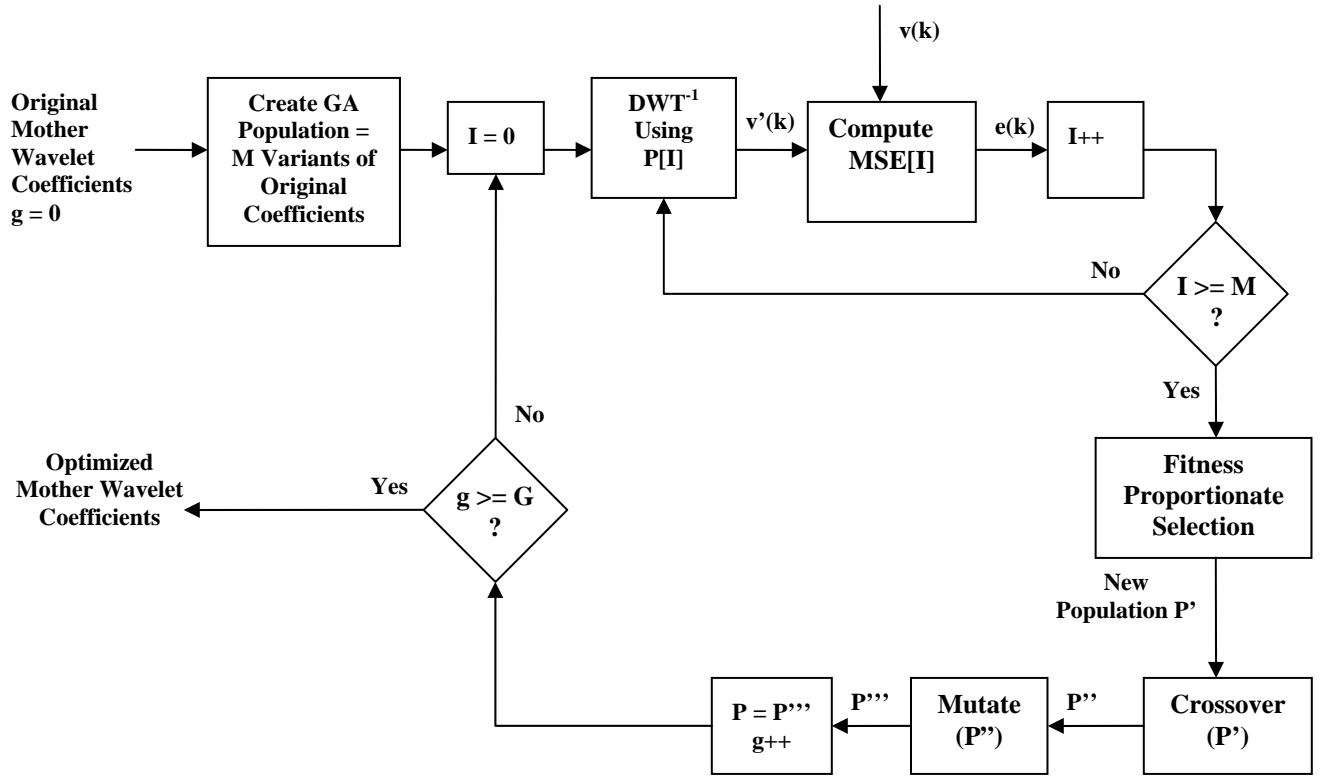 v(k)
Original
Mother
Wavelet
Coefficients
g = 0
Create GA
Population =
M Variants of
Original
Coefficients
I = 0
DWT⁻¹
Using
P[I]
v’(k)
Compute
MSE[I]
e(k)
I++
No
I >= M
?
Yes
Fitness
Proportionate
Selection
New
Population P’
Crossover
(P’)
P’’
Mutate
(P’’)
P’’’
P = P’’’
g++
g >= G
?
No
Yes
Optimized
Mother Wavelet
Coefficients